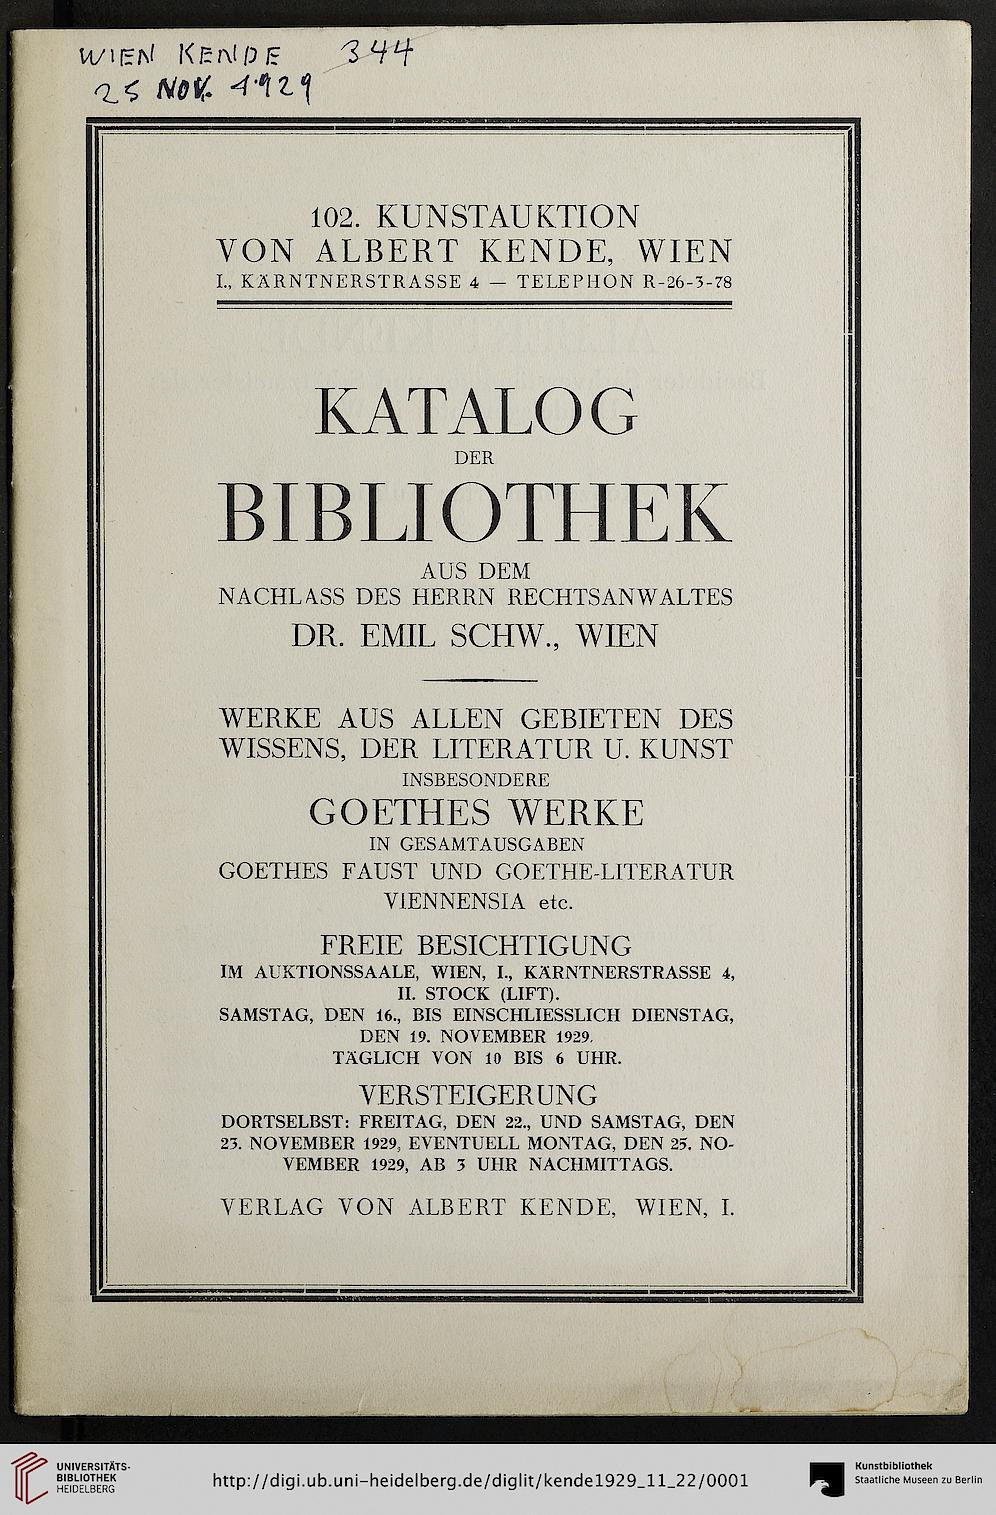 WIEN KENDE 344
25 NOV. 1929
102. KUNSTAUKTION
VON ALBERT KENDE, WIEN
I., KÄRNTNERSTRASSE 4 — TELEPHON R-26-3-78
KATALOG
DER
BIBLIOTHEK
AUS DEM
NACHLASS DES HERRN RECHTSANWALTES
DR. EMIL SCHW., WIEN
WERKE AUS ALLEN GEBIETEN DES
WISSENS, DER LITERATUR U. KUNST
INSBESONDERE
GOETHES WERKE
IN GESAMTAUSGABEN
GOETHES FAUST UND GOETHE-LITERATUR
VIENNENSIA etc.
FREIE BESICHTIGUNG
IM AUKTIONSSAALE, WIEN, I., KÄRNTNERSTRASSE 4,
II. STOCK (LIFT).
SAMSTAG, DEN 16., BIS EINSCHLIESSLICH DIENSTAG,
DEN 19. NOVEMBER 1929.
TÄGLICH VON 10 BIS 6 UHR.
VERSTEIGERUNG
DORTSELBST: FREITAG, DEN 22., UND SAMSTAG, DEN
23. NOVEMBER 1929, EVENTUELL MONTAG, DEN 25. NO-
VEMBER 1929, AB 3 UHR NACHMITTAGS.
VERLAG VON ALBERT KENDE, WIEN, I.
UNIVERSITÄTS-
BIBLIOTHEK
HEIDELBERG
http://digi.ub.uni-heidelberg.de/diglit/kende1929_11_22/0001
Kunstbibliothek
Staatliche Museen zu Berlin